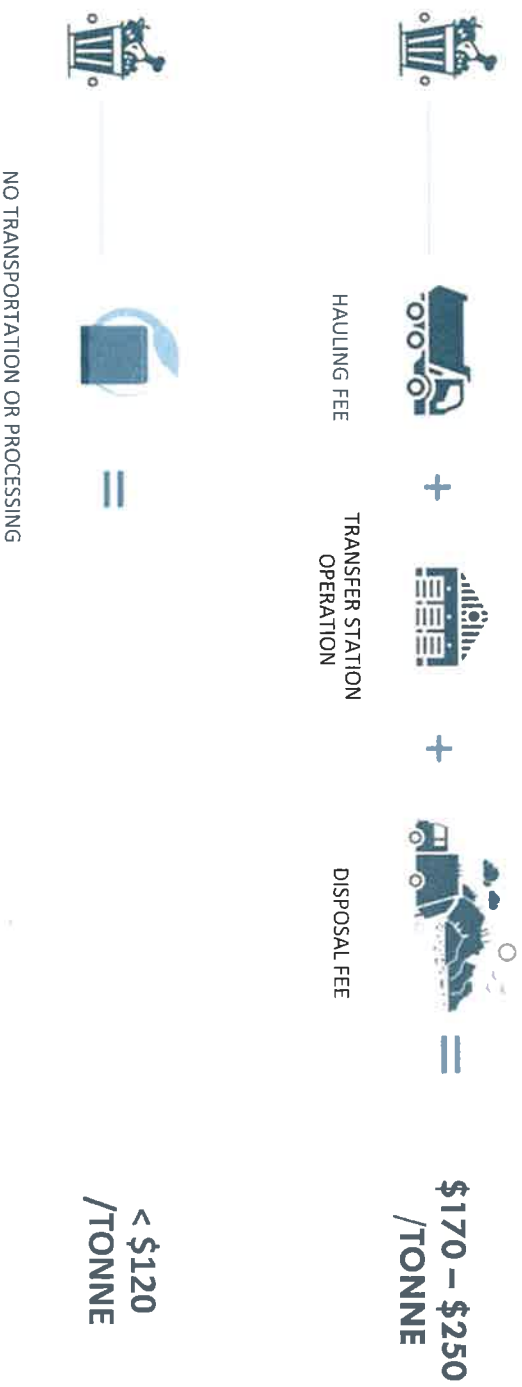 HAULING FEE
+
TRANSFER STATION
OPERATION
+
DISPOSAL FEE
=
$170 – $250
/TONNE
=
NO TRANSPORTATION OR PROCESSING
< $120
/TONNE